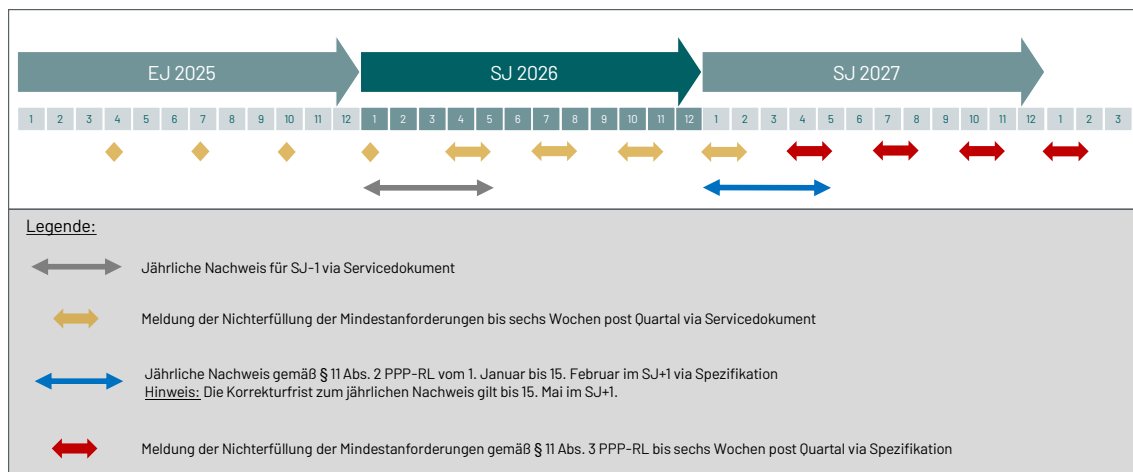 EJ 2025 SJ 2026 SJ 2027
1 2 3 4 5 6 7 8 9 10 11 12 1 2 3 4 5 6 7 8 9 10 11 12 1 2 3 4 5 6 7 8 9 10 11 12 1 2 3
Legende:
Jährliche Nachweis für SJ-1 via Servicedokument
Meldung der Nichterfüllung der Mindestanforderungen bis sechs Wochen post Quartal via Servicedokument
Jährliche Nachweis gemäß § 11 Abs. 2 PPP-RL vom 1. Januar bis 15. Februar im SJ+1 via Spezifikation
Hinweis: Die Korrekturfrist zum jährlichen Nachweis gilt bis 15. Mai im SJ+1.
Meldung der Nichterfüllung der Mindestanforderungen gemäß § 11 Abs. 3 PPP-RL bis sechs Wochen post Quartal via Spezifikation